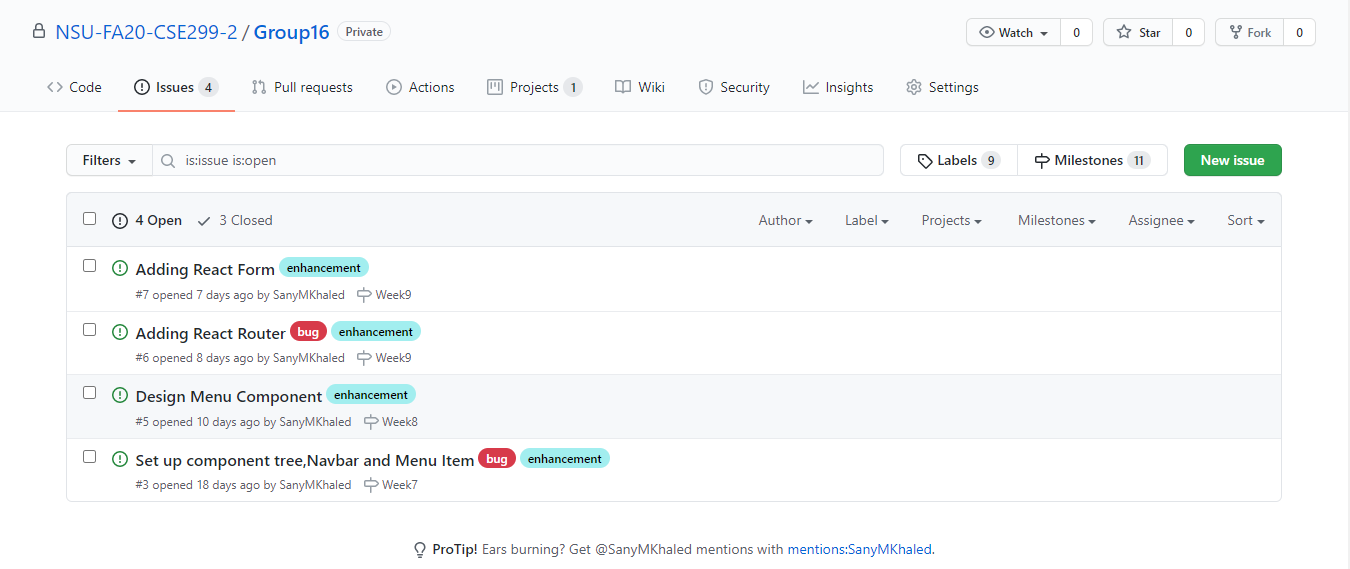 NSU-FA20-CSE299-2 / Group16 Private Watch 0 Star 0 Fork 0
Code Issues 4 Pull requests Actions Projects 1 Wiki Security Insights Settings
Filters is:issue is:open Labels 9 Milestones 11 New issue
4 Open 3 Closed Author Label Projects Milestones Assignee Sort
Adding React Form enhancement
#7 opened 7 days ago by SanyMKhaled Week9
Adding React Router bug enhancement
#6 opened 8 days ago by SanyMKhaled Week9
Design Menu Component enhancement
#5 opened 10 days ago by SanyMKhaled Week8
Set up component tree,Navbar and Menu Item bug enhancement
#3 opened 18 days ago by SanyMKhaled Week7
ProTip! Ears burning? Get @SanyMKhaled mentions with mentions:SanyMKhaled.